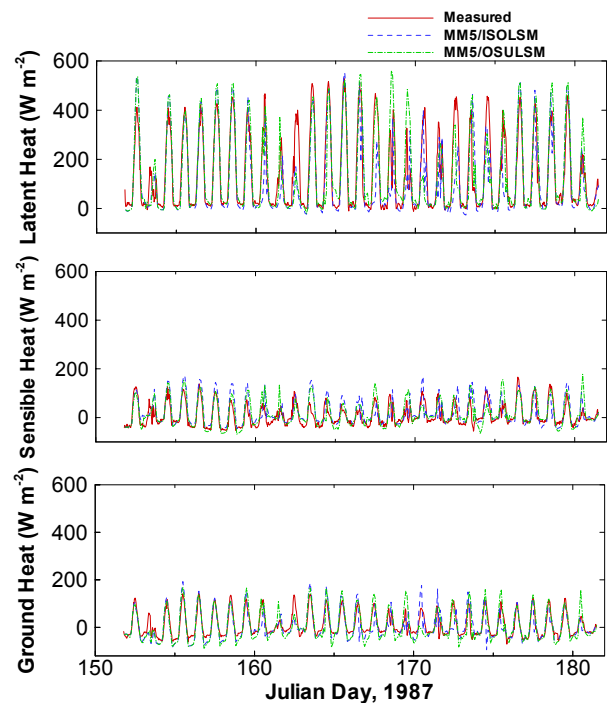 Measured
MM5/ISOLSM
MM5/OSULSM
Latent Heat (W m-2)
600
400
200
0
Sensible Heat (W m-2)
600
400
200
0
Ground Heat (W m-2)
600
400
200
0
150
160
170
180
Julian Day, 1987